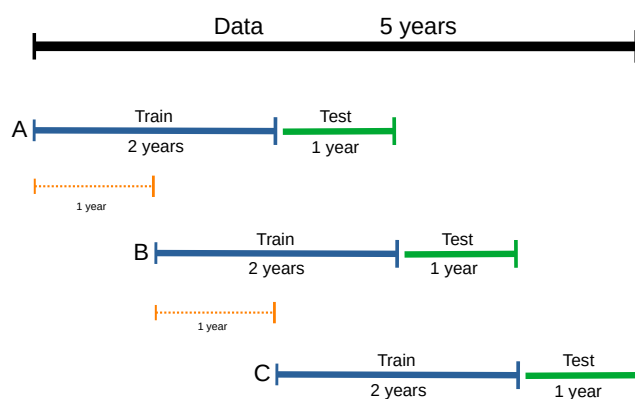 Data 5 years
Train Test
A
2 years 1 year
1 year
Train Test
B
2 years 1 year
1 year
Train Test
C
2 years 1 year